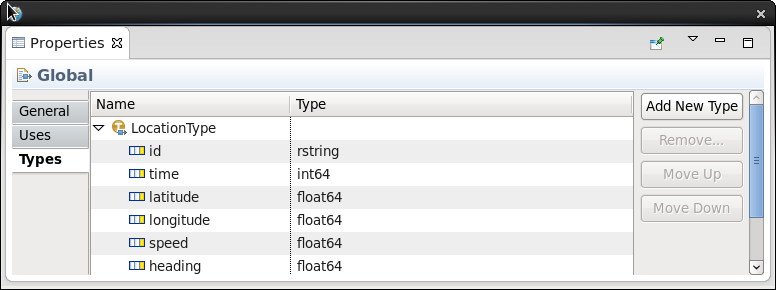 Properties
Global
General
Uses
Types
Name Type
LocationType
id rstring
time int64
latitude float64
longitude float64
speed float64
heading float64
Add New Type
Remove...
Move Up
Move Down